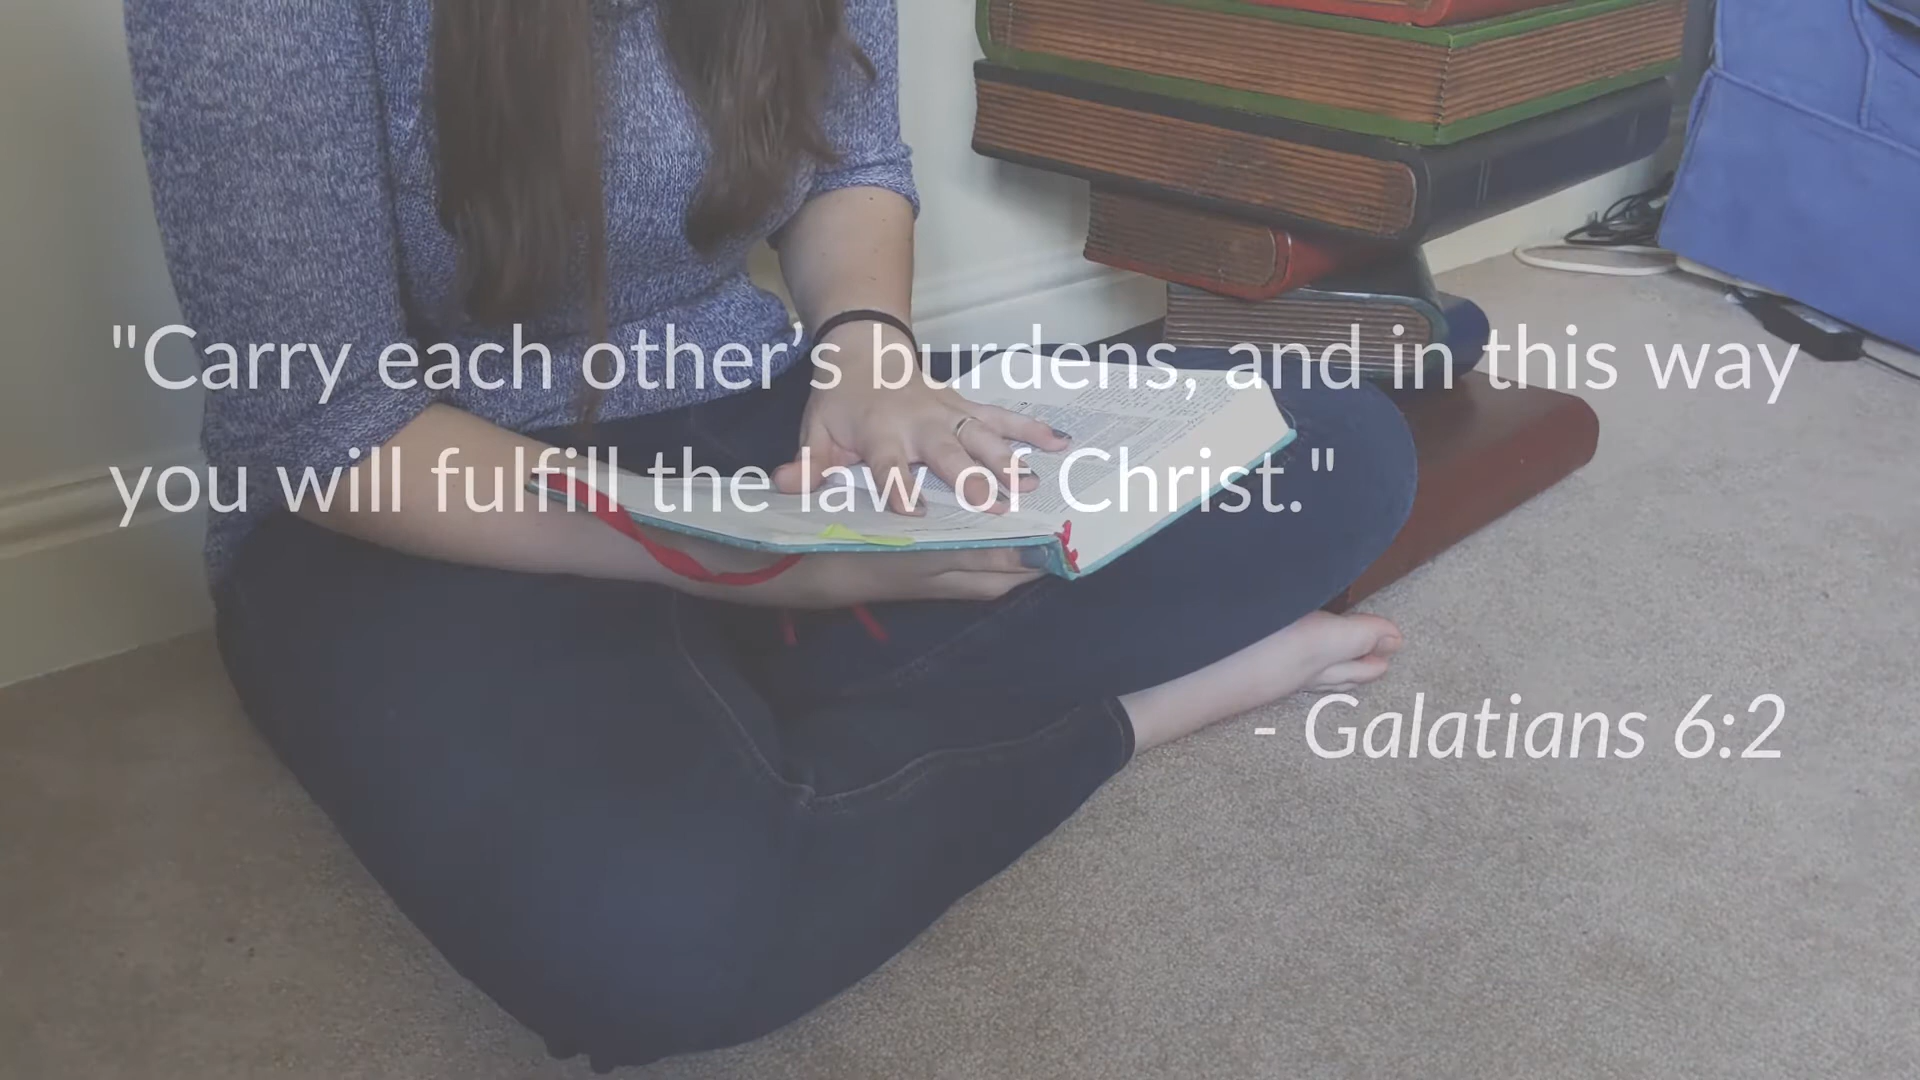 "Carry each other’s burdens, and in this way
you will fulfill the law of Christ."
- Galatians 6:2